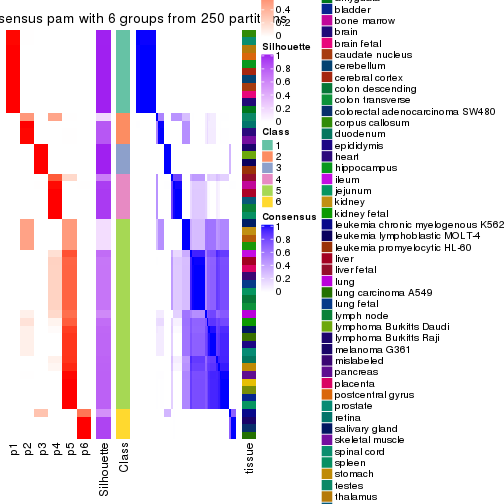 sensus pam with 6 groups from 250 partitions
0.4
0.2
0
Silhouette
1
0.8
0.6
0.4
0.2
0
Class
1
2
3
4
5
6
Consensus
1
0.8
0.6
0.4
0.2
0
p1
p2
p3
p4
p5
p6
Silhouette
Class
tissue
bladder
bone marrow
brain
brain fetal
caudate nucleus
cerebellum
cerebral cortex
colon descending
colon transverse
colorectal adenocarcinoma SW480
corpus callosum
duodenum
epididymis
heart
hippocampus
ileum
jejunum
kidney
kidney fetal
leukemia chronic myelogenous K562
leukemia lymphoblastic MOLT-4
leukemia promyelocytic HL-60
liver
liver fetal
lung
lung carcinoma A549
lung fetal
lymph node
lymphoma Burkitts Daudi
lymphoma Burkitts Raji
melanoma G361
mislabeled
pancreas
placenta
postcentral gyrus
prostate
retina
salivary gland
skeletal muscle
spinal cord
spleen
stomach
testes
thalamus